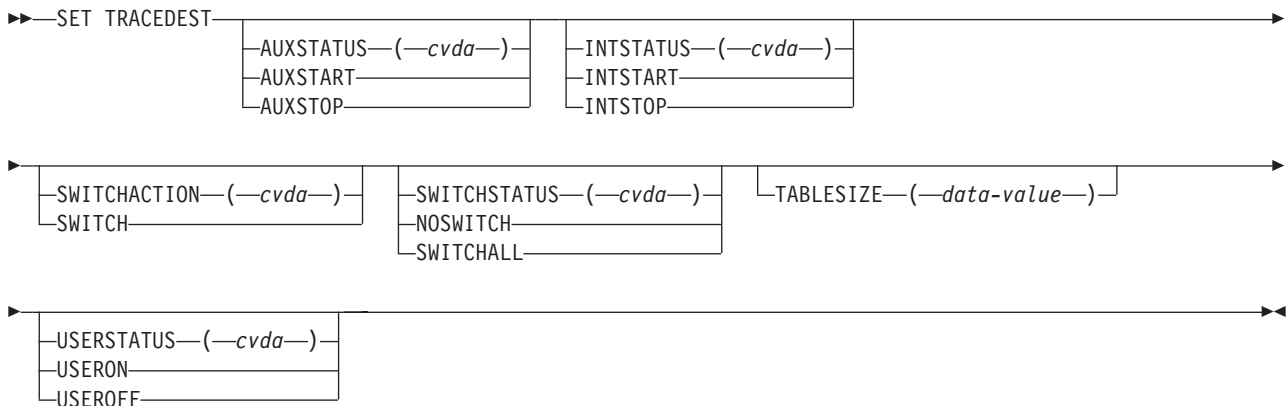 SET TRACEDEST
AUXSTATUS ( cvda ) INTSTATUS ( cvda )
AUXSTART INTSTART
AUXSTOP INTSTOP
SWITCHACTION ( cvda ) SWITCHSTATUS ( cvda ) TABLESIZE ( data-value )
SWITCH NOSWITCH
SWITCHALL
USERSTATUS ( cvda )
USERON
USEROFF